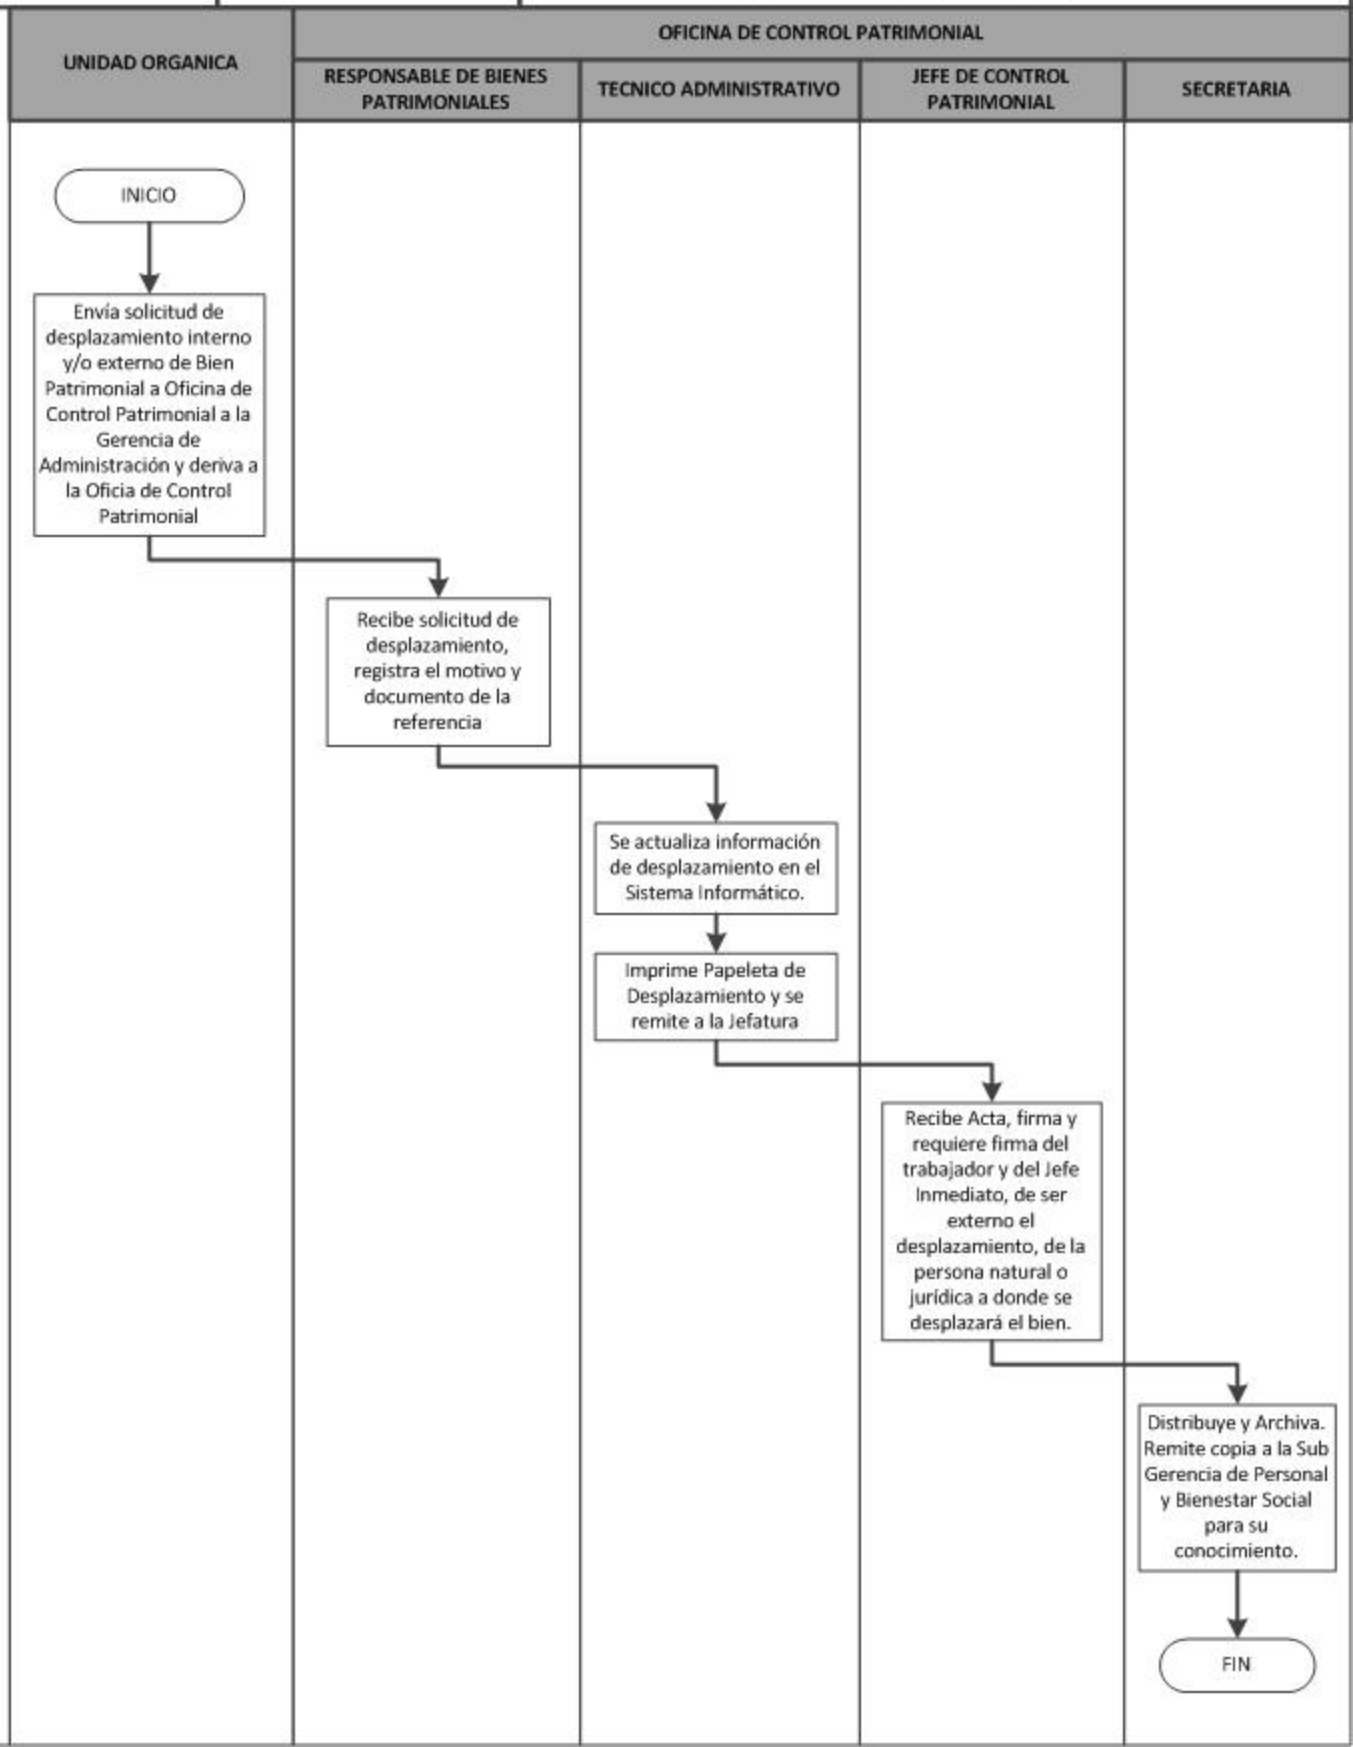 OFICINA DE CONTROL PATRIMONIAL
UNIDAD ORGANICA
RESPONSABLE DE BIENES
PATRIMONIALES
TECNICO ADMINISTRATIVO
JEFE DE CONTROL
PATRIMONIAL
SECRETARIA
INICIO
Envía solicitud de
desplazamiento interno
y/o externo de Bien
Patrimonial a Oficina de
Control Patrimonial a la
Gerencia de
Administración y deriva a
la Oficia de Control
Patrimonial
Recibe solicitud de
desplazamiento,
registra el motivo y
documento de la
referencia
Se actualiza información
de desplazamiento en el
Sistema Informático.
Imprime Papeleta de
Desplazamiento y se
remite a la Jefatura
Recibe Acta, firma y
requiere firma del
trabajador y del Jefe
Inmediato, de ser
externo el
desplazamiento, de la
persona natural o
jurídica a donde se
desplazará el bien.
Distribuye y Archiva.
Remite copia a la Sub
Gerencia de Personal
y Bienestar Social
para su
conocimiento.
FIN